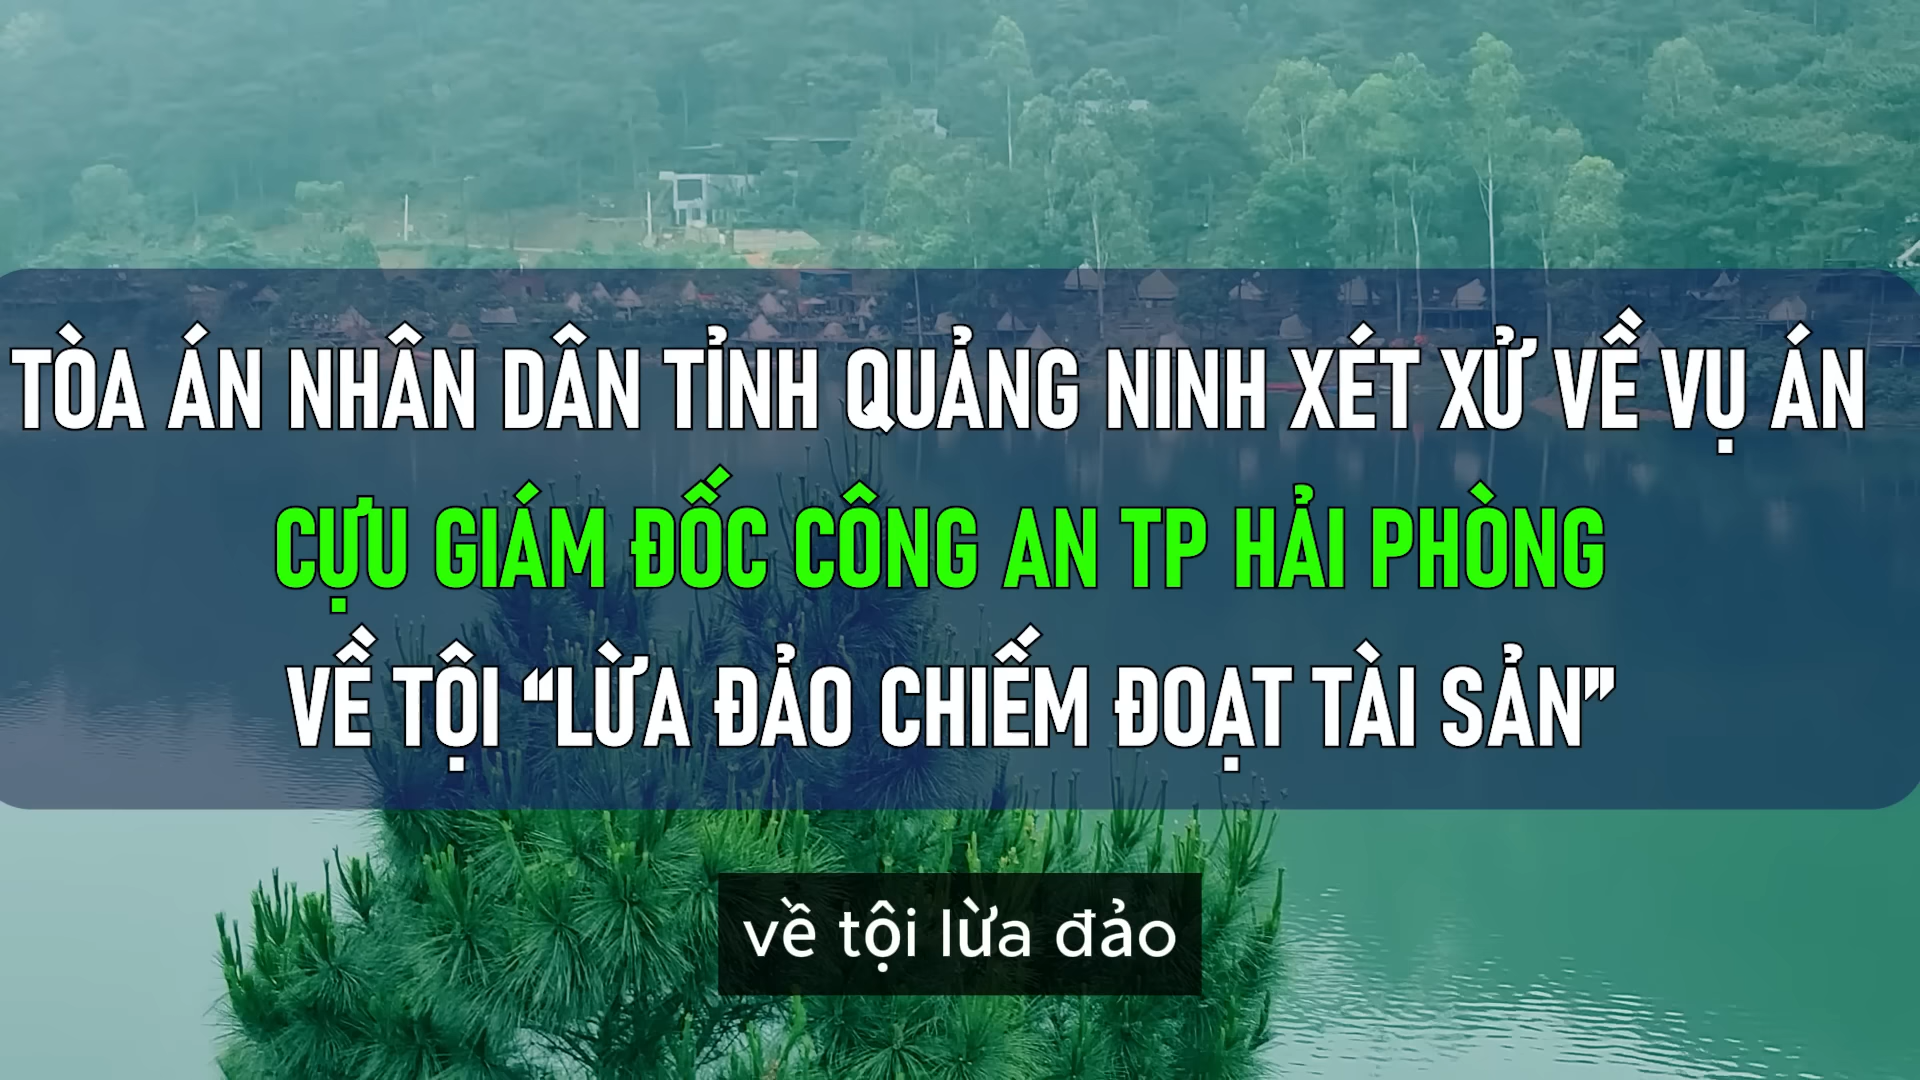 TÒA ÁN NHÂN DÂN TỈNH QUẢNG NINH XÉT XỬ VỀ VỤ ÁN
CỰU GIÁM ĐỐC CÔNG AN TP HẢI PHÒNG
VỀ TỘI “LỪA ĐẢO CHIẾM ĐOẠT TÀI SẢN”
về tội lừa đảo